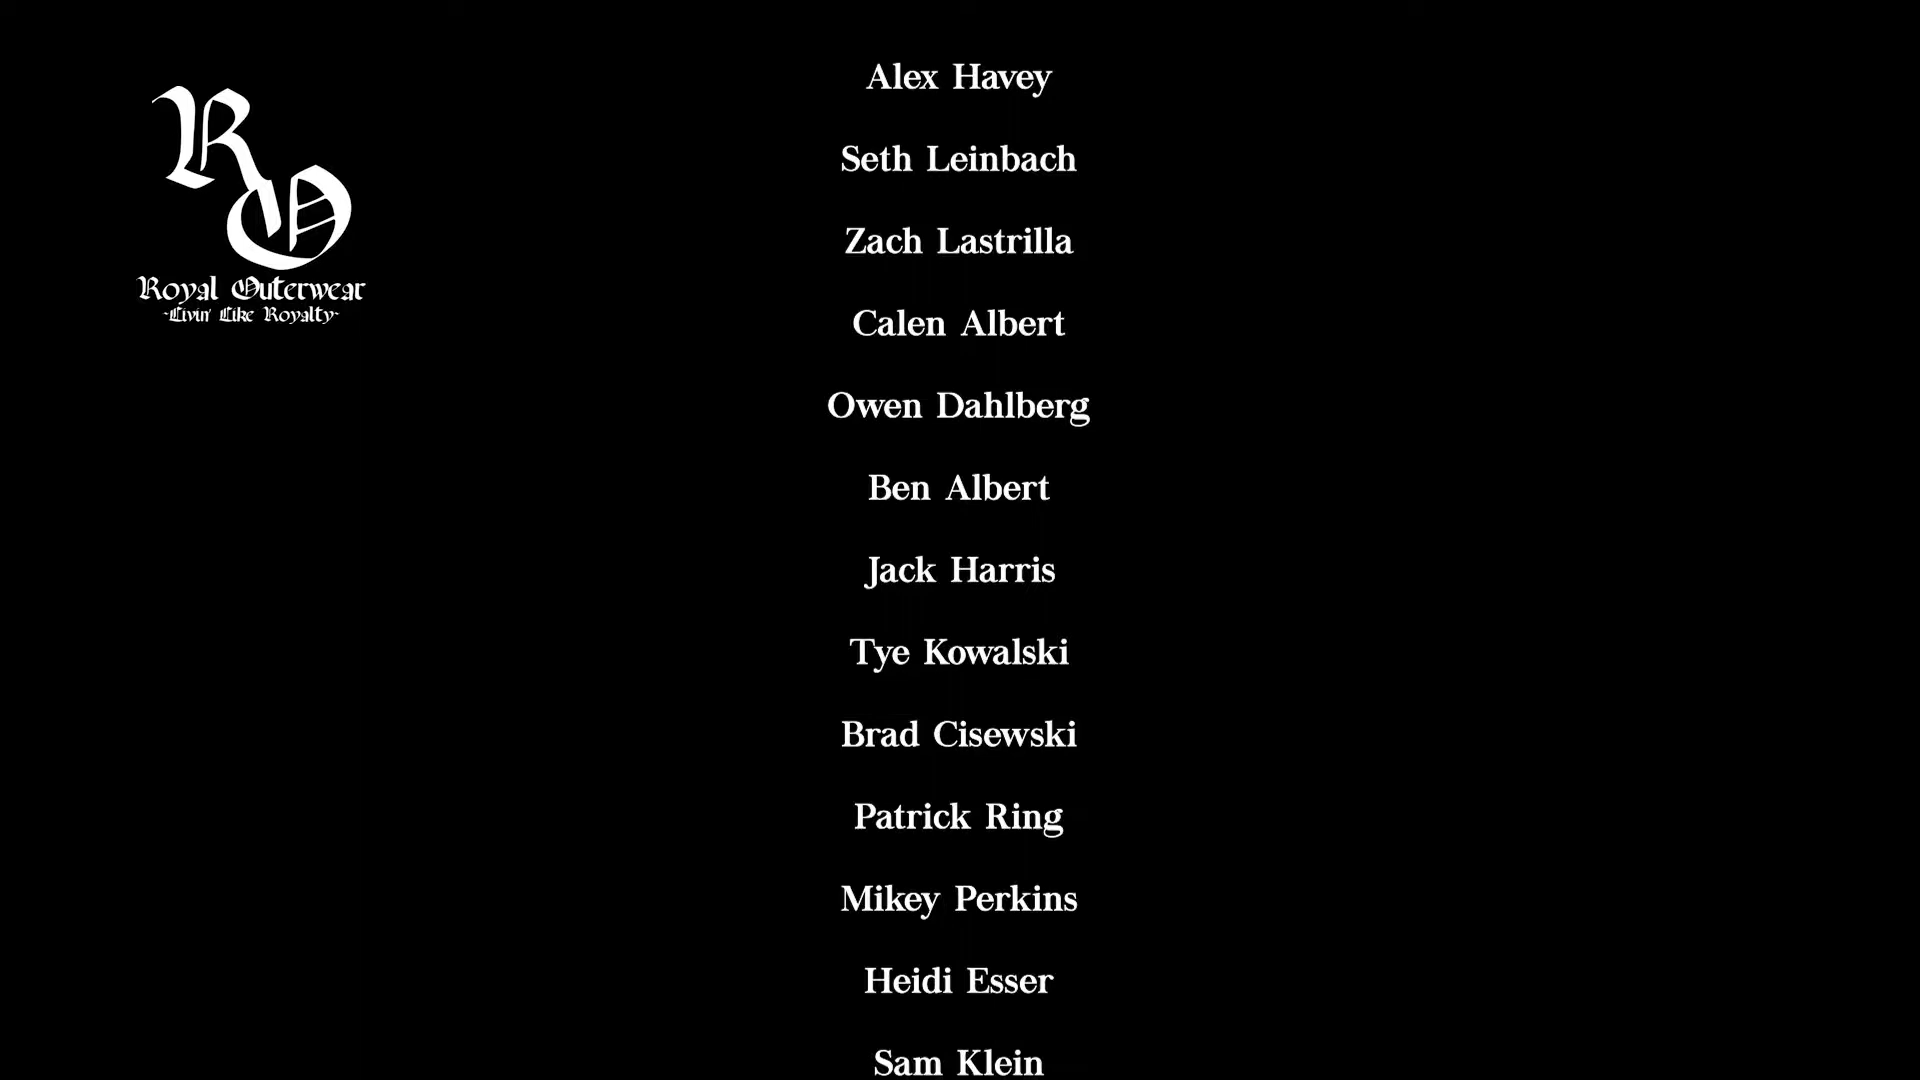 RO
Royal Outerwear
-Livin' Like Royalty-
Alex Havey
Seth Leinbach
Zach Lastrilla
Calen Albert
Owen Dahlberg
Ben Albert
Jack Harris
Tye Kowalski
Brad Cisewski
Patrick Ring
Mikey Perkins
Heidi Esser
Sam Klein